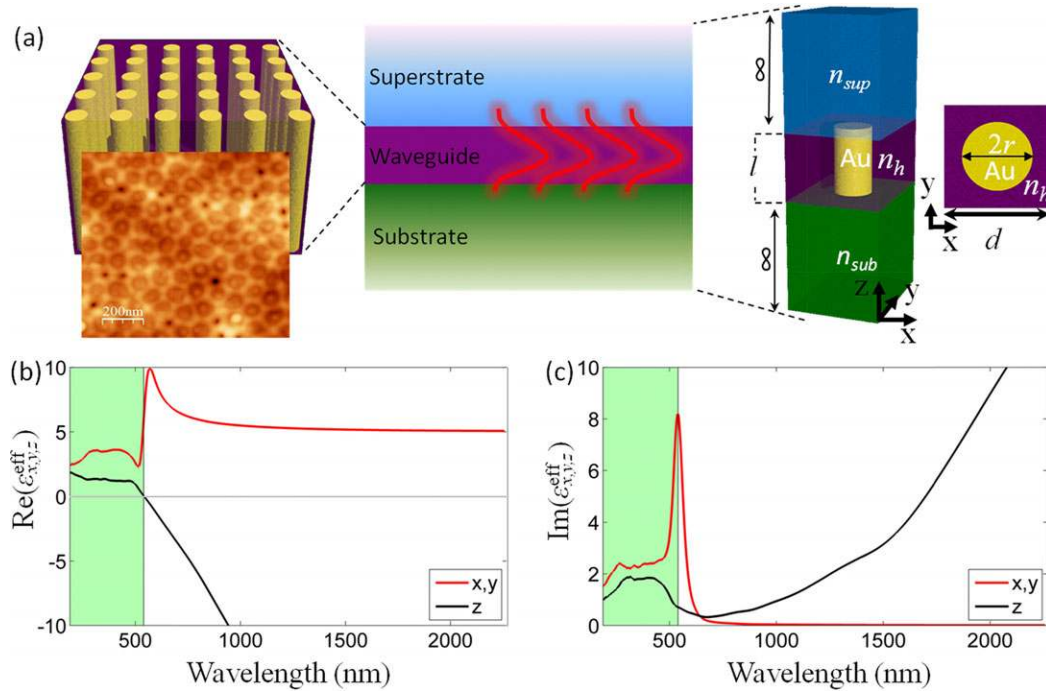 (a)
Superstrate
Waveguide
Substrate
200nm
∞
n_sup
l
Au n_h
∞
n_sub
z
y
x
2r
Au
n_h
y
x
d
(b)
10
5
0
-5
-10
Re(ε^eff_x,y,z)
x,y
z
500 1000 1500 2000
Wavelength (nm)
(c)
10
8
6
4
2
0
Im(ε^eff_x,y,z)
x,y
z
500 1000 1500 2000
Wavelength (nm)